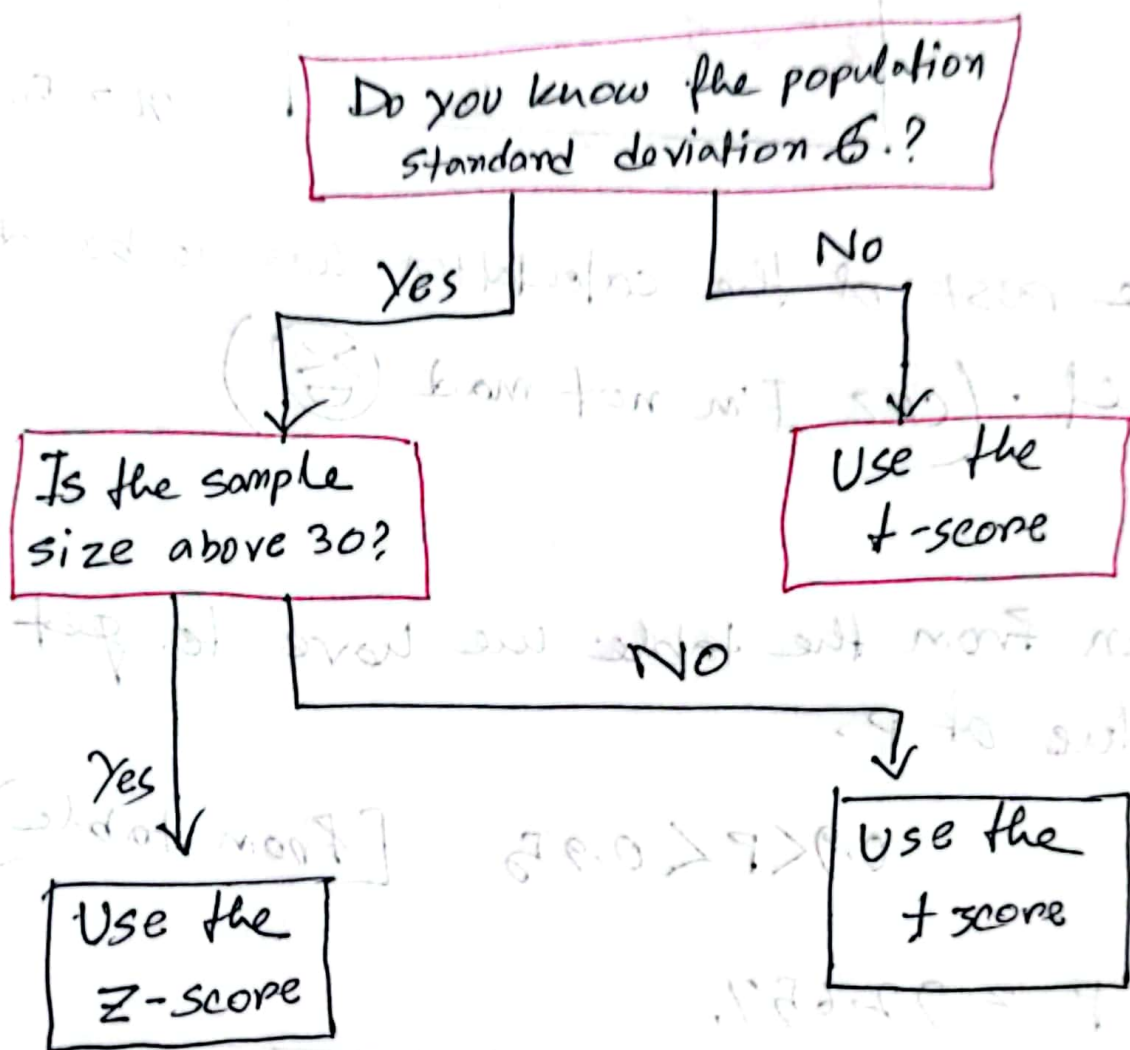 Do you know the population
standard deviation σ.?
Yes
No
Is the sample
size above 30?
Use the
t-score
Yes
NO
Use the
Z-score
Use the
t score